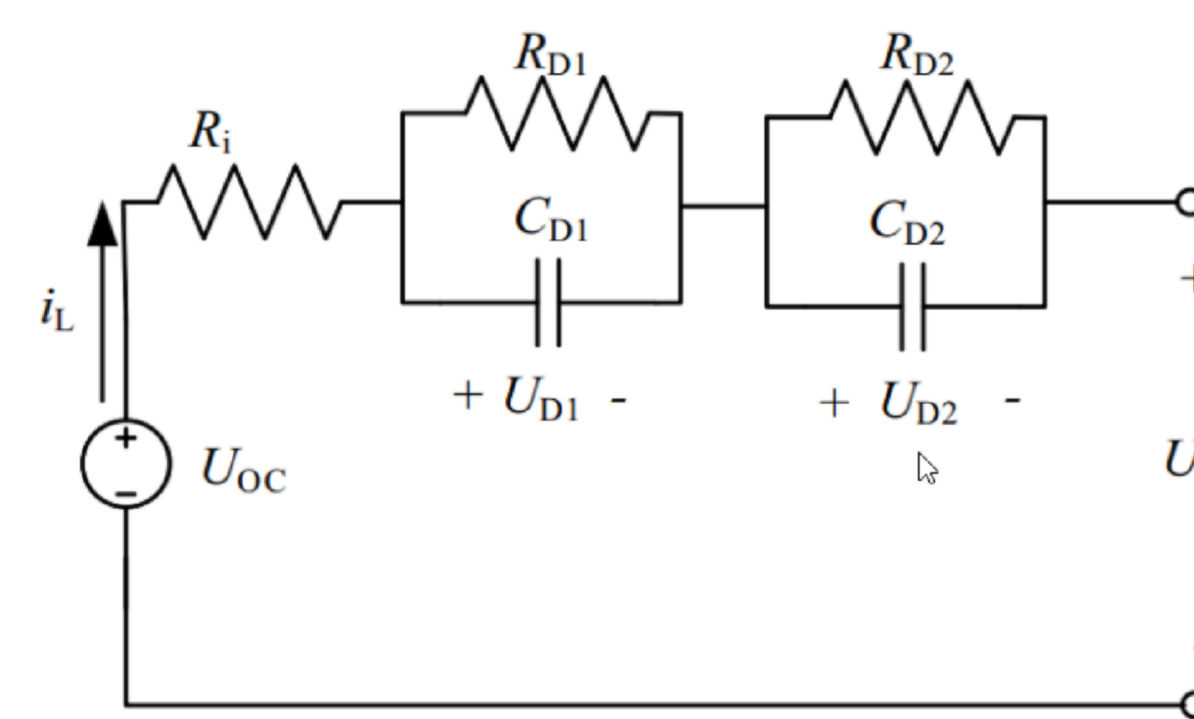 R_D1
R_D2
R_i
C_D1
C_D2
i_L
+ U_D1 -
+ U_D2 -
+
U_OC
−